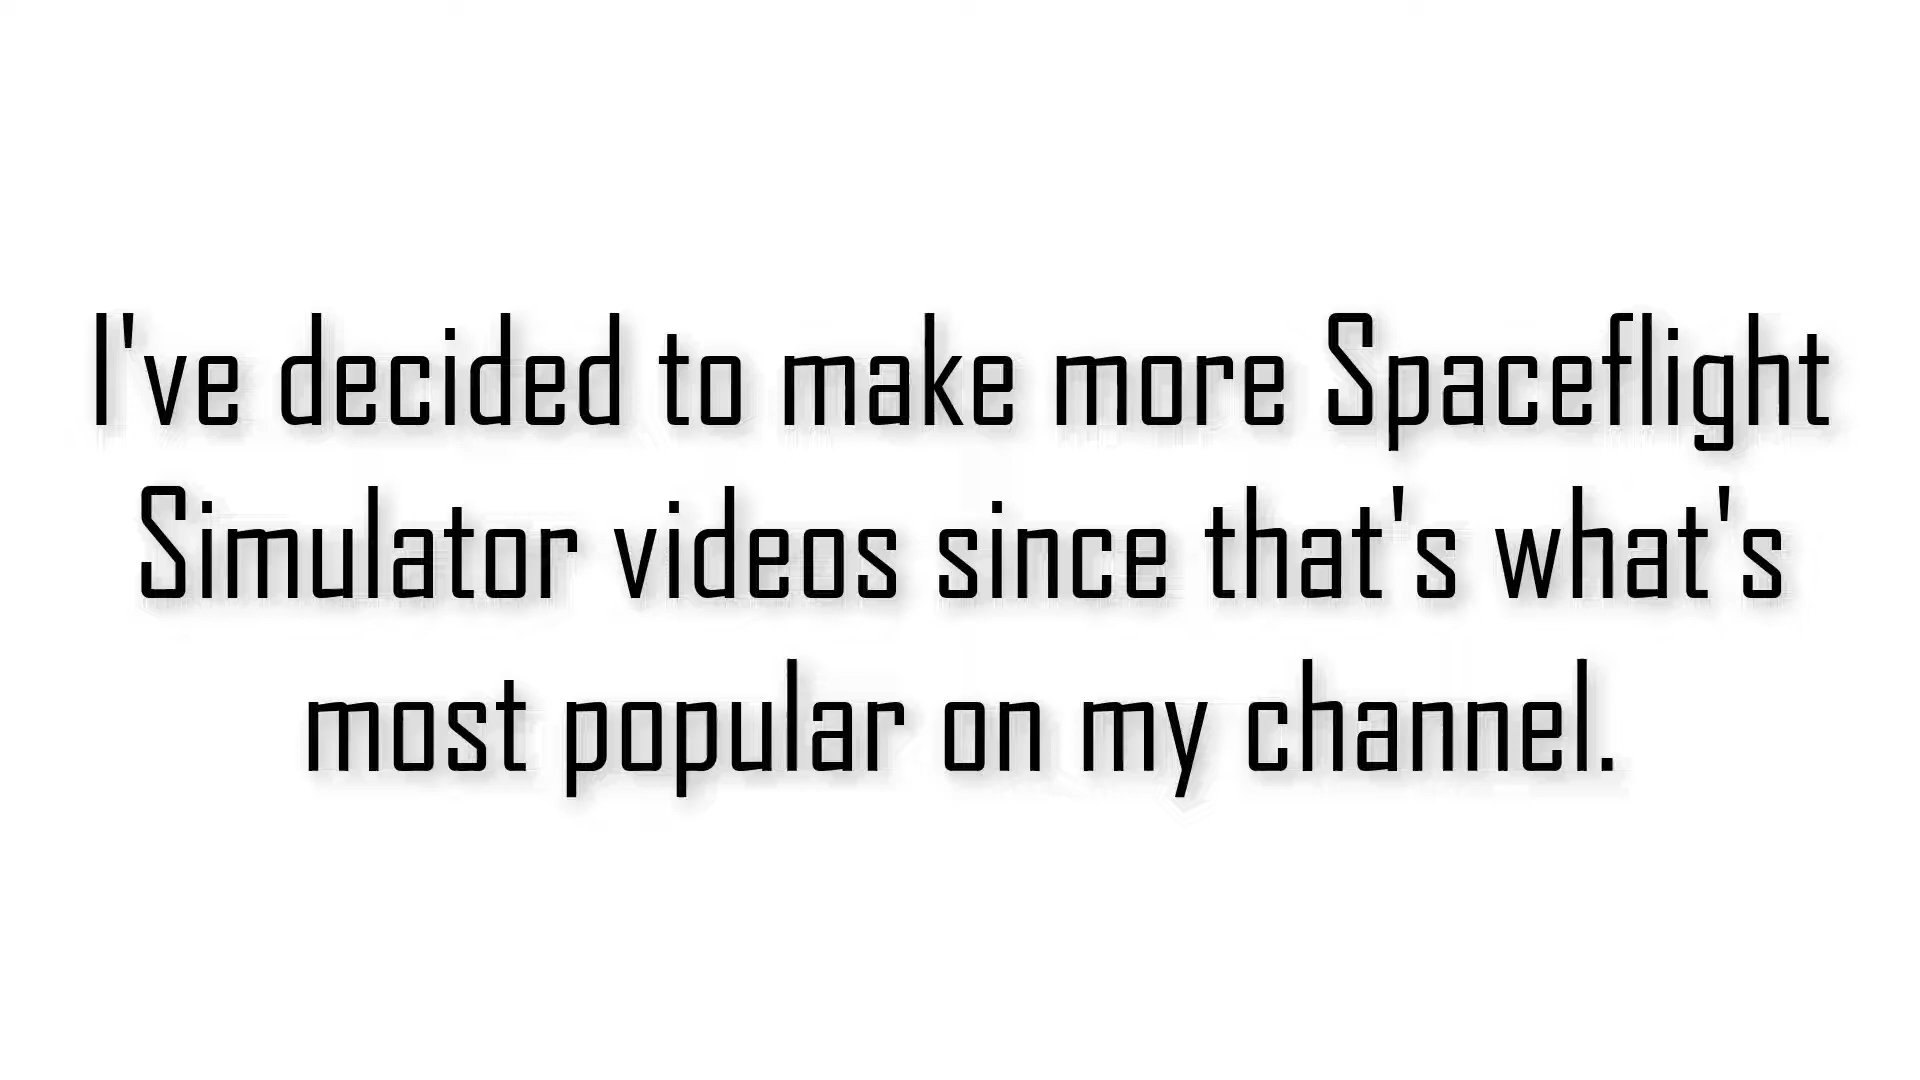 I've decided to make more Spaceflight
Simulator videos since that's what's
most popular on my channel.